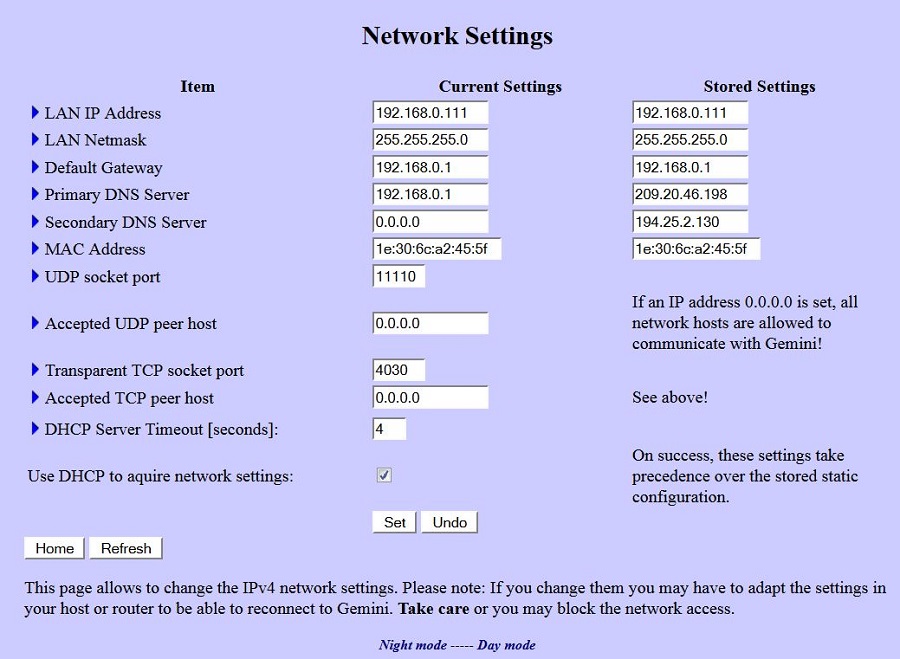 Network Settings
Item Current Settings Stored Settings
LAN IP Address 192.168.0.111 192.168.0.111
LAN Netmask 255.255.255.0 255.255.255.0
Default Gateway 192.168.0.1 192.168.0.1
Primary DNS Server 192.168.0.1 209.20.46.198
Secondary DNS Server 0.0.0.0 194.25.2.130
MAC Address 1e:30:6c:a2:45:5f 1e:30:6c:a2:45:5f
UDP socket port 11110
Accepted UDP peer host 0.0.0.0
If an IP address 0.0.0.0 is set, all
network hosts are allowed to
communicate with Gemini!
Transparent TCP socket port 4030
Accepted TCP peer host 0.0.0.0 See above!
DHCP Server Timeout [seconds]: 4
Use DHCP to aquire network settings:
On success, these settings take
precedence over the stored static
configuration.
Set Undo
Home Refresh
This page allows to change the IPv4 network settings. Please note: If you change them you may have to adapt the settings in
your host or router to be able to reconnect to Gemini. Take care or you may block the network access.
Night mode ----- Day mode